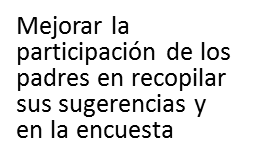 Mejorar la
participación de los
padres en recopilar
sus sugerencias y
en la encuesta